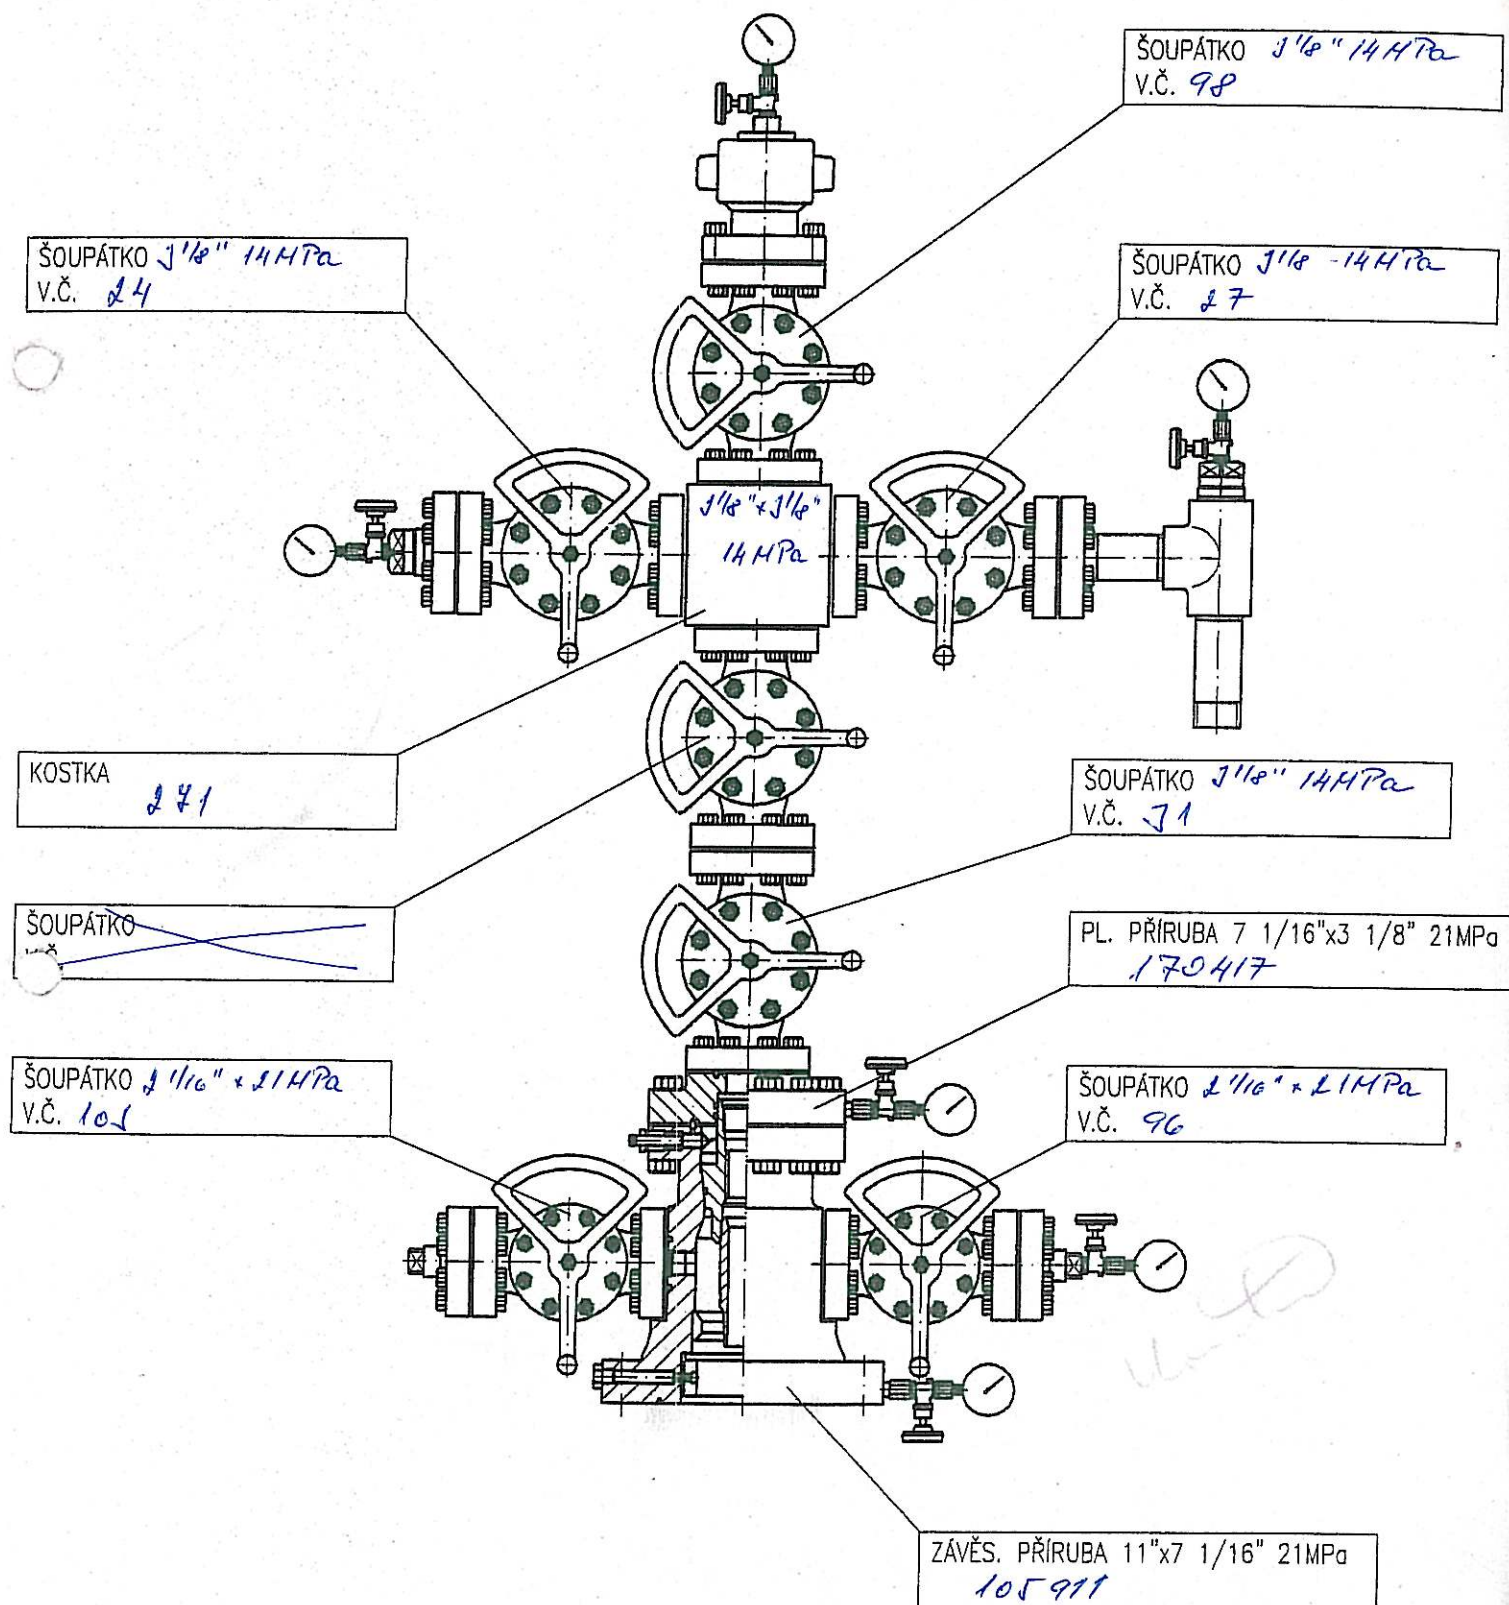 ŠOUPÁTKO 3 1/8" 14MPa
V.Č. 98
ŠOUPÁTKO 3 1/8" 14MPa
V.Č. 24
ŠOUPÁTKO 3 1/8 - 14MPa
V.Č. 27
3 1/8" x 3 1/8"
14MPa
KOSTKA
271
ŠOUPÁTKO 3 1/8" 14MPa
V.Č. 31
ŠOUPÁTKO
V.Č.
PL. PŘÍRUBA 7 1/16"x3 1/8" 21MPa
170417
ŠOUPÁTKO 2 1/16" x 21MPa
V.Č.
ŠOUPÁTKO 2 1/16" x 21MPa
V.Č. 96
ZÁVĚS. PŘÍRUBA 11"x7 1/16" 21MPa
105911